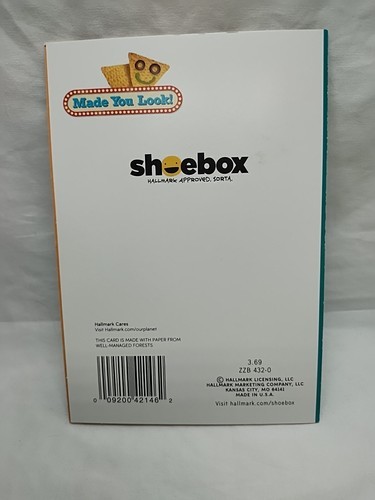 Made You Look!
shoebox
HALLMARK APPROVED. SORTA.
Hallmark Cares
Visit Hallmark.com/ourplanet
THIS CARD IS MADE WITH PAPER FROM
WELL-MANAGED FORESTS
0 09200 42146 2
3.69
ZZB 432-0
© HALLMARK LICENSING, LLC
HALLMARK MARKETING COMPANY, LLC
KANSAS CITY, MO 64141
MADE IN U.S.A.
Visit hallmark.com/shoebox